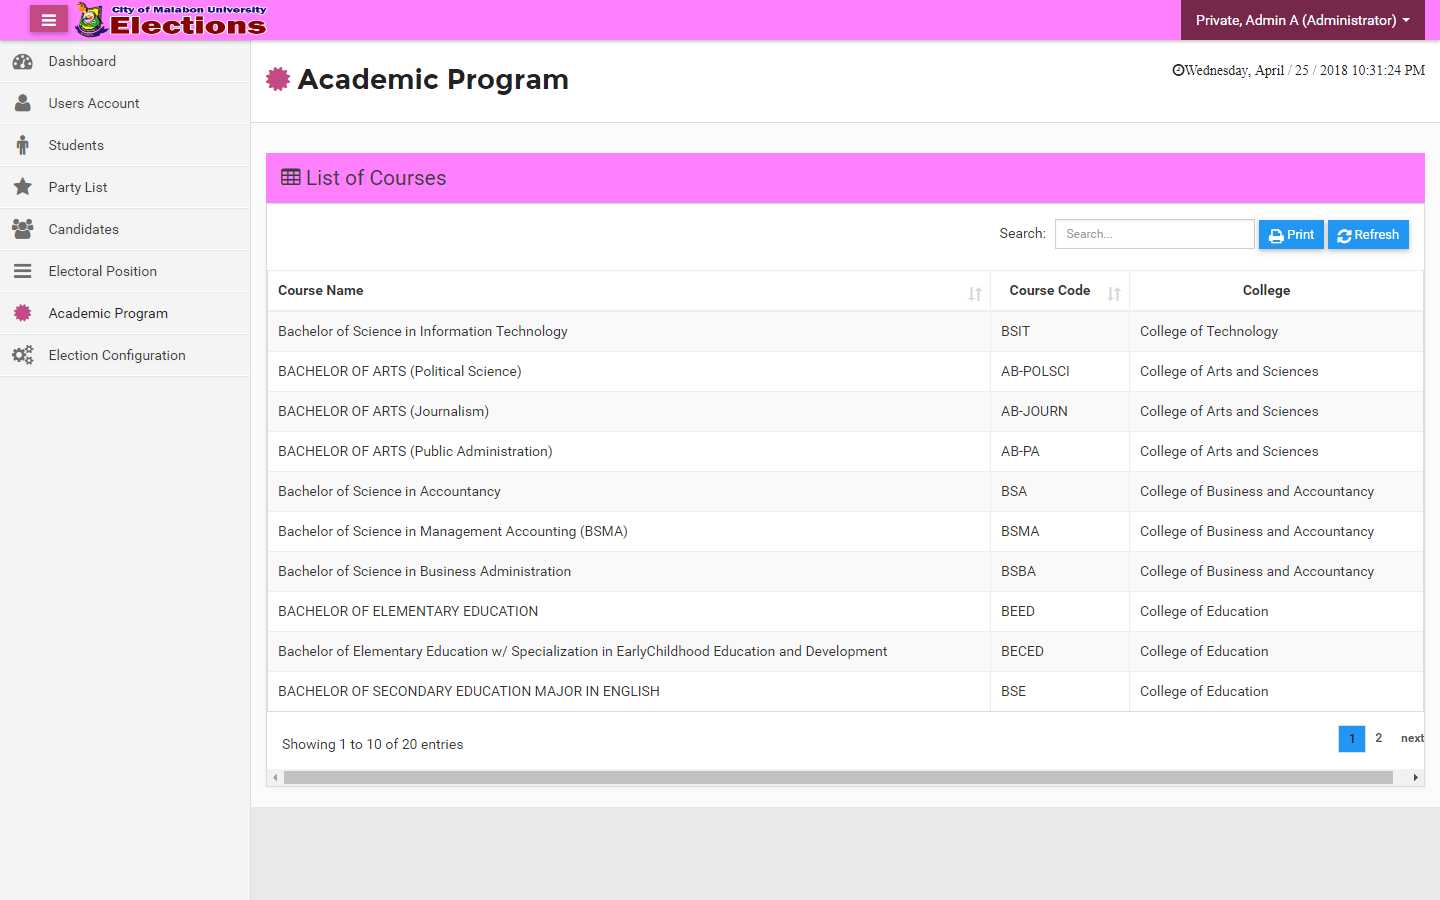 City of Malabon University
Elections
Private, Admin A (Administrator)
Dashboard
Users Account
Students
Party List
Candidates
Electoral Position
Academic Program
Election Configuration
Academic Program
Wednesday, April / 25 / 2018 10:31:24 PM
List of Courses
Search: Search... Print Refresh
Course Name Course Code College
Bachelor of Science in Information Technology BSIT College of Technology
BACHELOR OF ARTS (Political Science) AB-POLSCI College of Arts and Sciences
BACHELOR OF ARTS (Journalism) AB-JOURN College of Arts and Sciences
BACHELOR OF ARTS (Public Administration) AB-PA College of Arts and Sciences
Bachelor of Science in Accountancy BSA College of Business and Accountancy
Bachelor of Science in Management Accounting (BSMA) BSMA College of Business and Accountancy
Bachelor of Science in Business Administration BSBA College of Business and Accountancy
BACHELOR OF ELEMENTARY EDUCATION BEED College of Education
Bachelor of Elementary Education w/ Specialization in EarlyChildhood Education and Development BECED College of Education
BACHELOR OF SECONDARY EDUCATION MAJOR IN ENGLISH BSE College of Education
Showing 1 to 10 of 20 entries
1 2 next